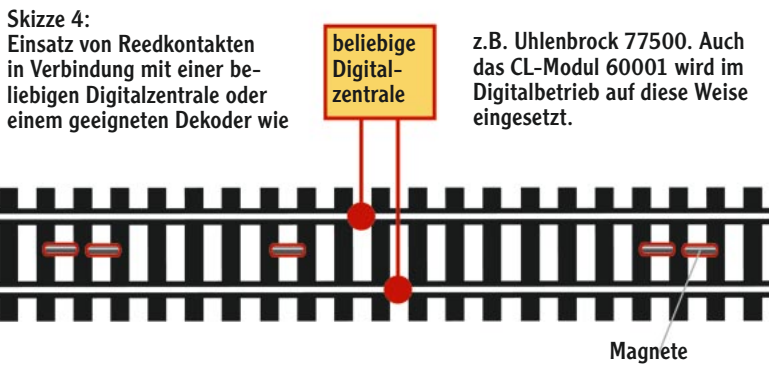 Skizze 4:
Einsatz von Reedkontakten
in Verbindung mit einer be-
liebigen Digitalzentrale oder
einem geeigneten Dekoder wie
z.B. Uhlenbrock 77500. Auch
das CL-Modul 60001 wird im
Digitalbetrieb auf diese Weise
eingesetzt.
beliebige
Digital-
zentrale
Magnete